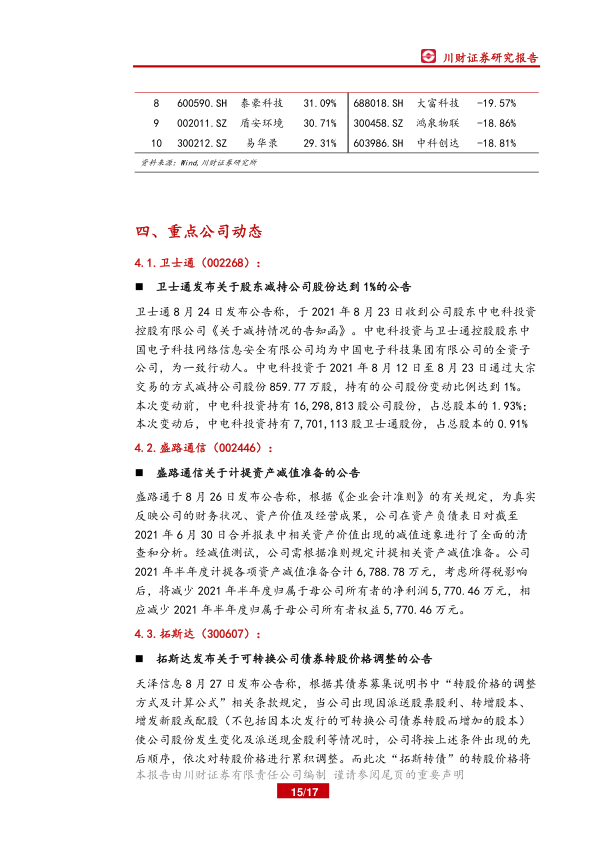 川财证券研究报告
8 600590.SH 泰豪科技 31.09% 688018.SH 大富科技 -19.57%
9 002011.SZ 盾安环境 30.71% 300458.SZ 鸿泉物联 -18.86%
10 300212.SZ 易华录 29.31% 603986.SH 中科创达 -18.81%
资料来源：Wind,川财证券研究所
四、重点公司动态
4.1.卫士通（002268）：
■ 卫士通发布关于股东减持公司股份达到 1%的公告
卫士通 8 月 24 日发布公告称，于 2021 年 8 月 23 日收到公司股东中电科投资
控股有限公司《关于减持情况的告知函》。中电科投资与卫士通控股股东中
国电子科技网络信息安全有限公司均为中国电子科技集团有限公司的全资子
公司，为一致行动人。中电科投资于 2021 年 8 月 12 日至 8 月 23 日通过大宗
交易的方式减持公司股份 859.77 万股，持有的公司股份变动比例达到 1%。
本次变动前，中电科投资持有 16,298,813 股公司股份，占总股本的 1.93%；
本次变动后，中电科投资持有 7,701,113 股卫士通股份，占总股本的 0.91%
4.2.盛路通信（002446）：
■ 盛路通信关于计提资产减值准备的公告
盛路通于 8 月 26 日发布公告称，根据《企业会计准则》的有关规定，为真实
反映公司的财务状况、资产价值及经营成果，公司在资产负债表日对截至
2021 年 6 月 30 日合并报表中相关资产价值出现的减值迹象进行了全面的清
查和分析。经减值测试，公司需根据准则规定计提相关资产减值准备。公司
2021 年半年度计提各项资产减值准备合计 6,788.78 万元，考虑所得税影响
后，将减少 2021 年半年度归属于母公司所有者的净利润 5,770.46 万元，相
应减少 2021 年半年度归属于母公司所有者权益 5,770.46 万元。
4.3.拓斯达（300607）：
■ 拓斯达发布关于可转换公司债券转股价格调整的公告
天泽信息 8 月 27 日发布公告称，根据其债券募集说明书中“转股价格的调整
方式及计算公式”相关条款规定，当公司出现因派送股票股利、转增股本、
增发新股或配股（不包括因本次发行的可转换公司债券转股而增加的股本）
使公司股份发生变化及派送现金股利等情况时，公司将按上述条件出现的先
后顺序，依次对转股价格进行累积调整。而此次“拓斯转债”的转股价格将
本报告由川财证券有限责任公司编制 谨请参阅尾页的重要声明
15/17